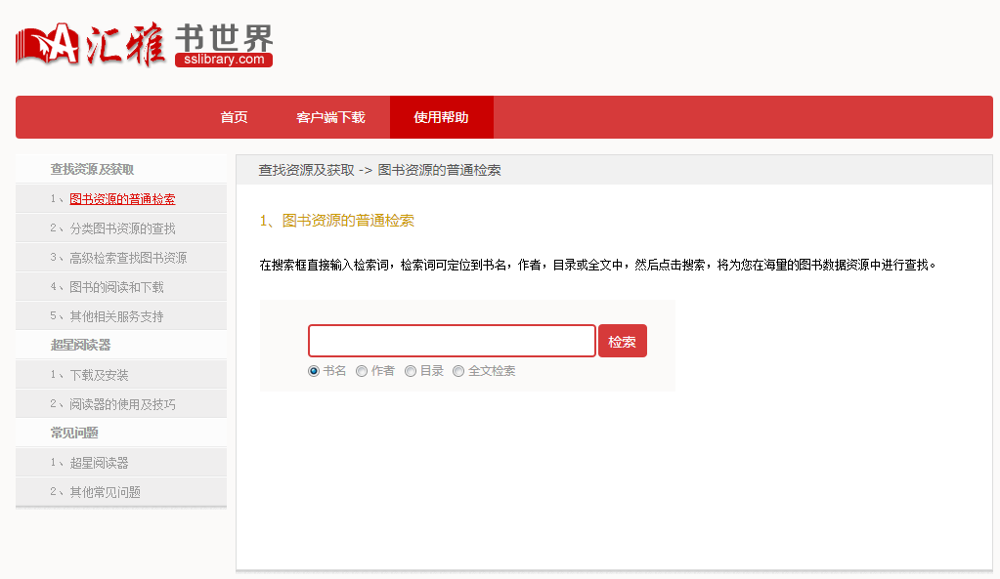 汇雅
书世界
sslibrary.com
首页
客户端下载
使用帮助
查找资源及获取
1、图书资源的普通检索
2、分类图书资源的查找
3、高级检索查找图书资源
4、图书的阅读和下载
5、其他相关服务支持
超星阅读器
1、下载及安装
2、阅读器的使用及技巧
常见问题
1、超星阅读器
2、其他常见问题
查找资源及获取 -> 图书资源的普通检索
1、图书资源的普通检索
在搜索框直接输入检索词，检索词可定位到书名，作者，目录或全文中，然后点击搜索，将为您在海量的图书数据资源中进行查找。
检索
书名 作者 目录 全文检索